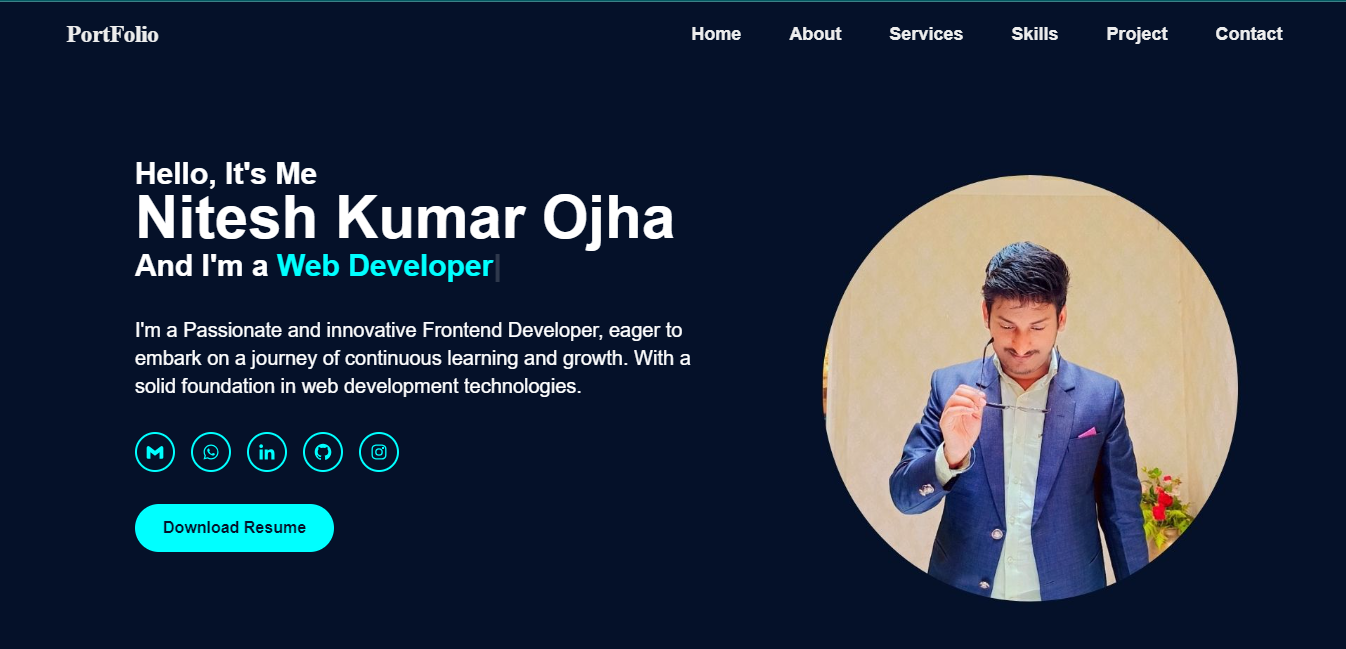 PortFolio
Home About Services Skills Project Contact
Hello, It's Me
Nitesh Kumar Ojha
And I'm a Web Developer|
I'm a Passionate and innovative Frontend Developer, eager to
embark on a journey of continuous learning and growth. With a
solid foundation in web development technologies.
Download Resume